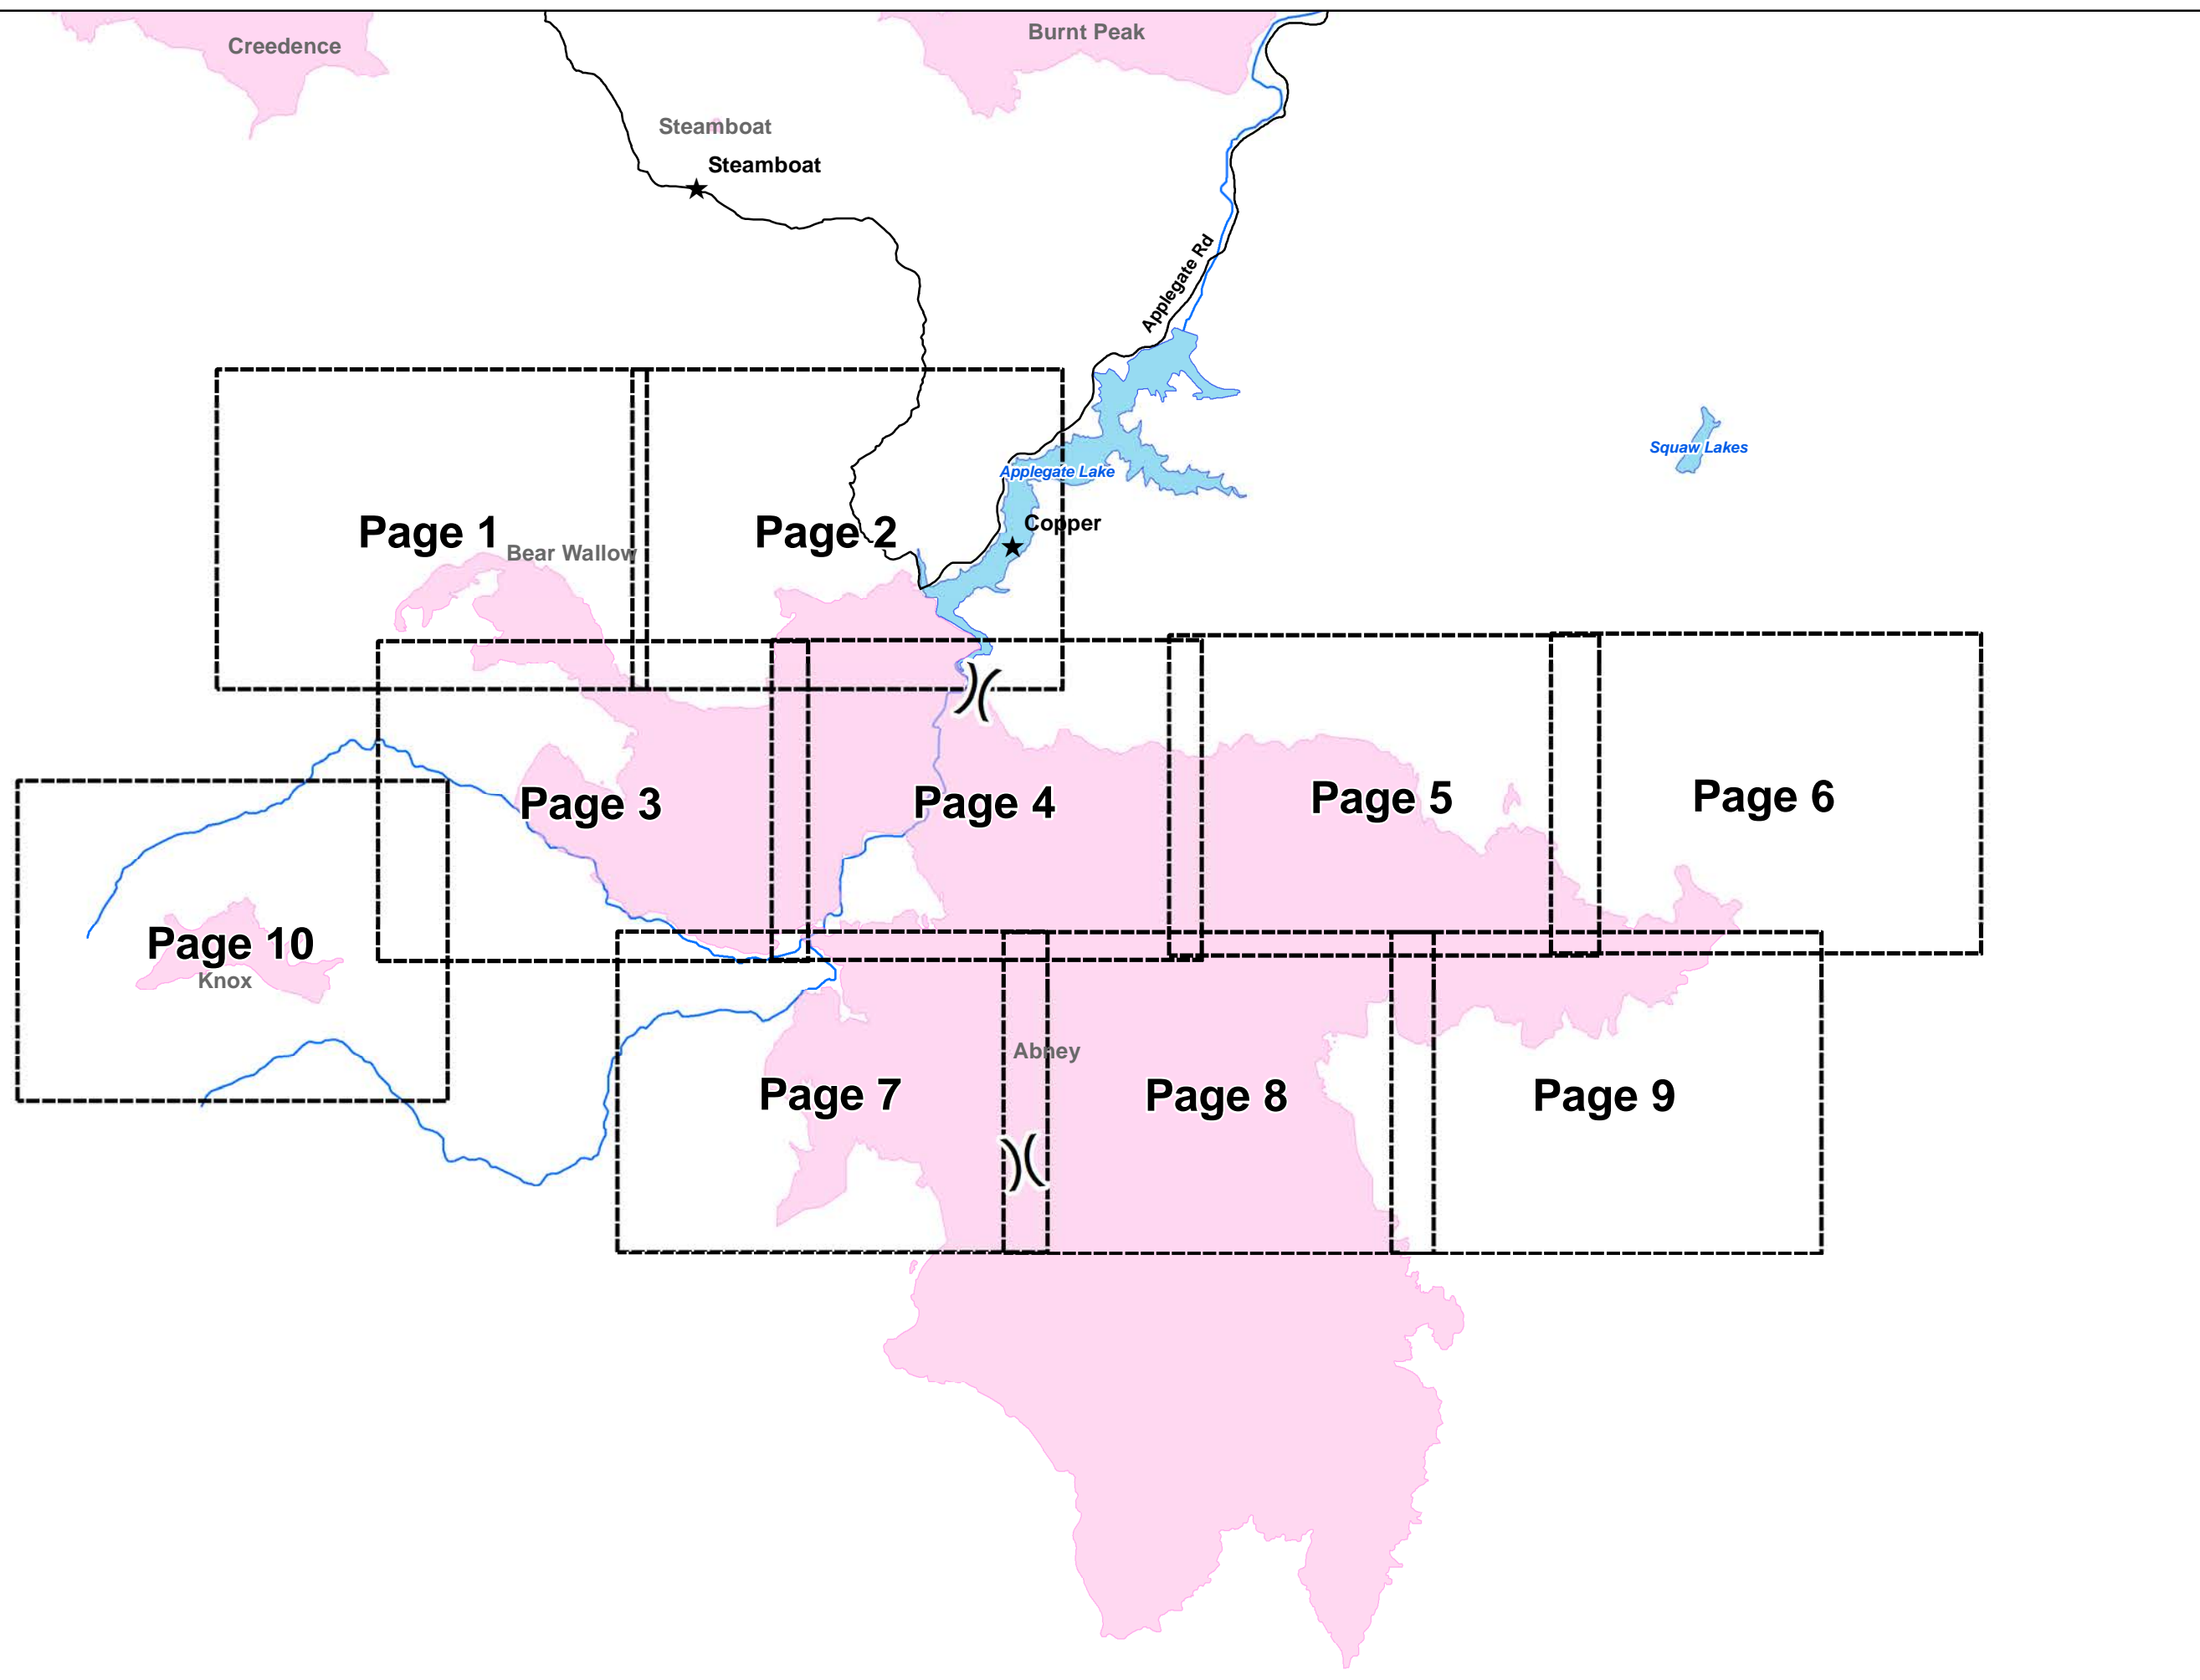 Burnt Peak
Creedence
Steamboat
Steamboat
Applegate Rd
Squaw Lakes
Applegate Lake
Copper
Page 1
Page 2
Bear Wallow
Page 3
Page 4
Page 5
Page 6
Page 10
Knox
Abney
Page 7
Page 8
Page 9